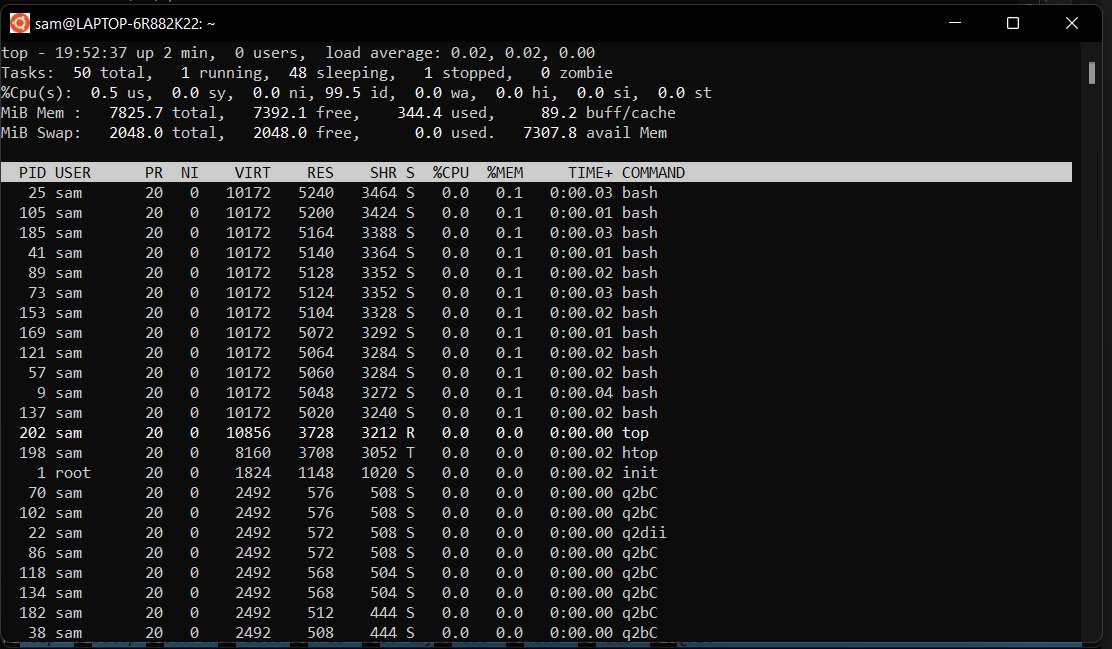 sam@LAPTOP-6R882K22: ~
top - 19:52:37 up 2 min,  0 users,  load average: 0.02, 0.02, 0.00
Tasks:  50 total,   1 running,  48 sleeping,   1 stopped,   0 zombie
%Cpu(s):  0.5 us,  0.0 sy,  0.0 ni, 99.5 id,  0.0 wa,  0.0 hi,  0.0 si,  0.0 st
MiB Mem :   7825.7 total,   7392.1 free,    344.4 used,     89.2 buff/cache
MiB Swap:   2048.0 total,   2048.0 free,      0.0 used.   7307.8 avail Mem
PID USER      PR  NI    VIRT    RES    SHR S  %CPU  %MEM     TIME+ COMMAND
25 sam       20   0   10172   5240   3464 S   0.0   0.1   0:00.03 bash
105 sam       20   0   10172   5200   3424 S   0.0   0.1   0:00.01 bash
185 sam       20   0   10172   5164   3388 S   0.0   0.1   0:00.03 bash
41 sam       20   0   10172   5140   3364 S   0.0   0.1   0:00.01 bash
89 sam       20   0   10172   5128   3352 S   0.0   0.1   0:00.02 bash
73 sam       20   0   10172   5124   3352 S   0.0   0.1   0:00.03 bash
153 sam       20   0   10172   5104   3328 S   0.0   0.1   0:00.02 bash
169 sam       20   0   10172   5072   3292 S   0.0   0.1   0:00.01 bash
121 sam       20   0   10172   5064   3284 S   0.0   0.1   0:00.02 bash
57 sam       20   0   10172   5060   3284 S   0.0   0.1   0:00.02 bash
9 sam       20   0   10172   5048   3272 S   0.0   0.1   0:00.04 bash
137 sam       20   0   10172   5020   3240 S   0.0   0.1   0:00.02 bash
202 sam       20   0   10856   3728   3212 R   0.0   0.0   0:00.00 top
198 sam       20   0    8160   3708   3052 T   0.0   0.0   0:00.02 htop
1 root      20   0    1824   1148   1020 S   0.0   0.0   0:00.02 init
70 sam       20   0    2492    576    508 S   0.0   0.0   0:00.00 q2bC
102 sam       20   0    2492    576    508 S   0.0   0.0   0:00.00 q2bC
22 sam       20   0    2492    572    508 S   0.0   0.0   0:00.00 q2dii
86 sam       20   0    2492    572    508 S   0.0   0.0   0:00.00 q2bC
118 sam       20   0    2492    568    504 S   0.0   0.0   0:00.00 q2bC
134 sam       20   0    2492    568    504 S   0.0   0.0   0:00.00 q2bC
182 sam       20   0    2492    512    444 S   0.0   0.0   0:00.00 q2bC
38 sam       20   0    2492    508    444 S   0.0   0.0   0:00.00 q2bC